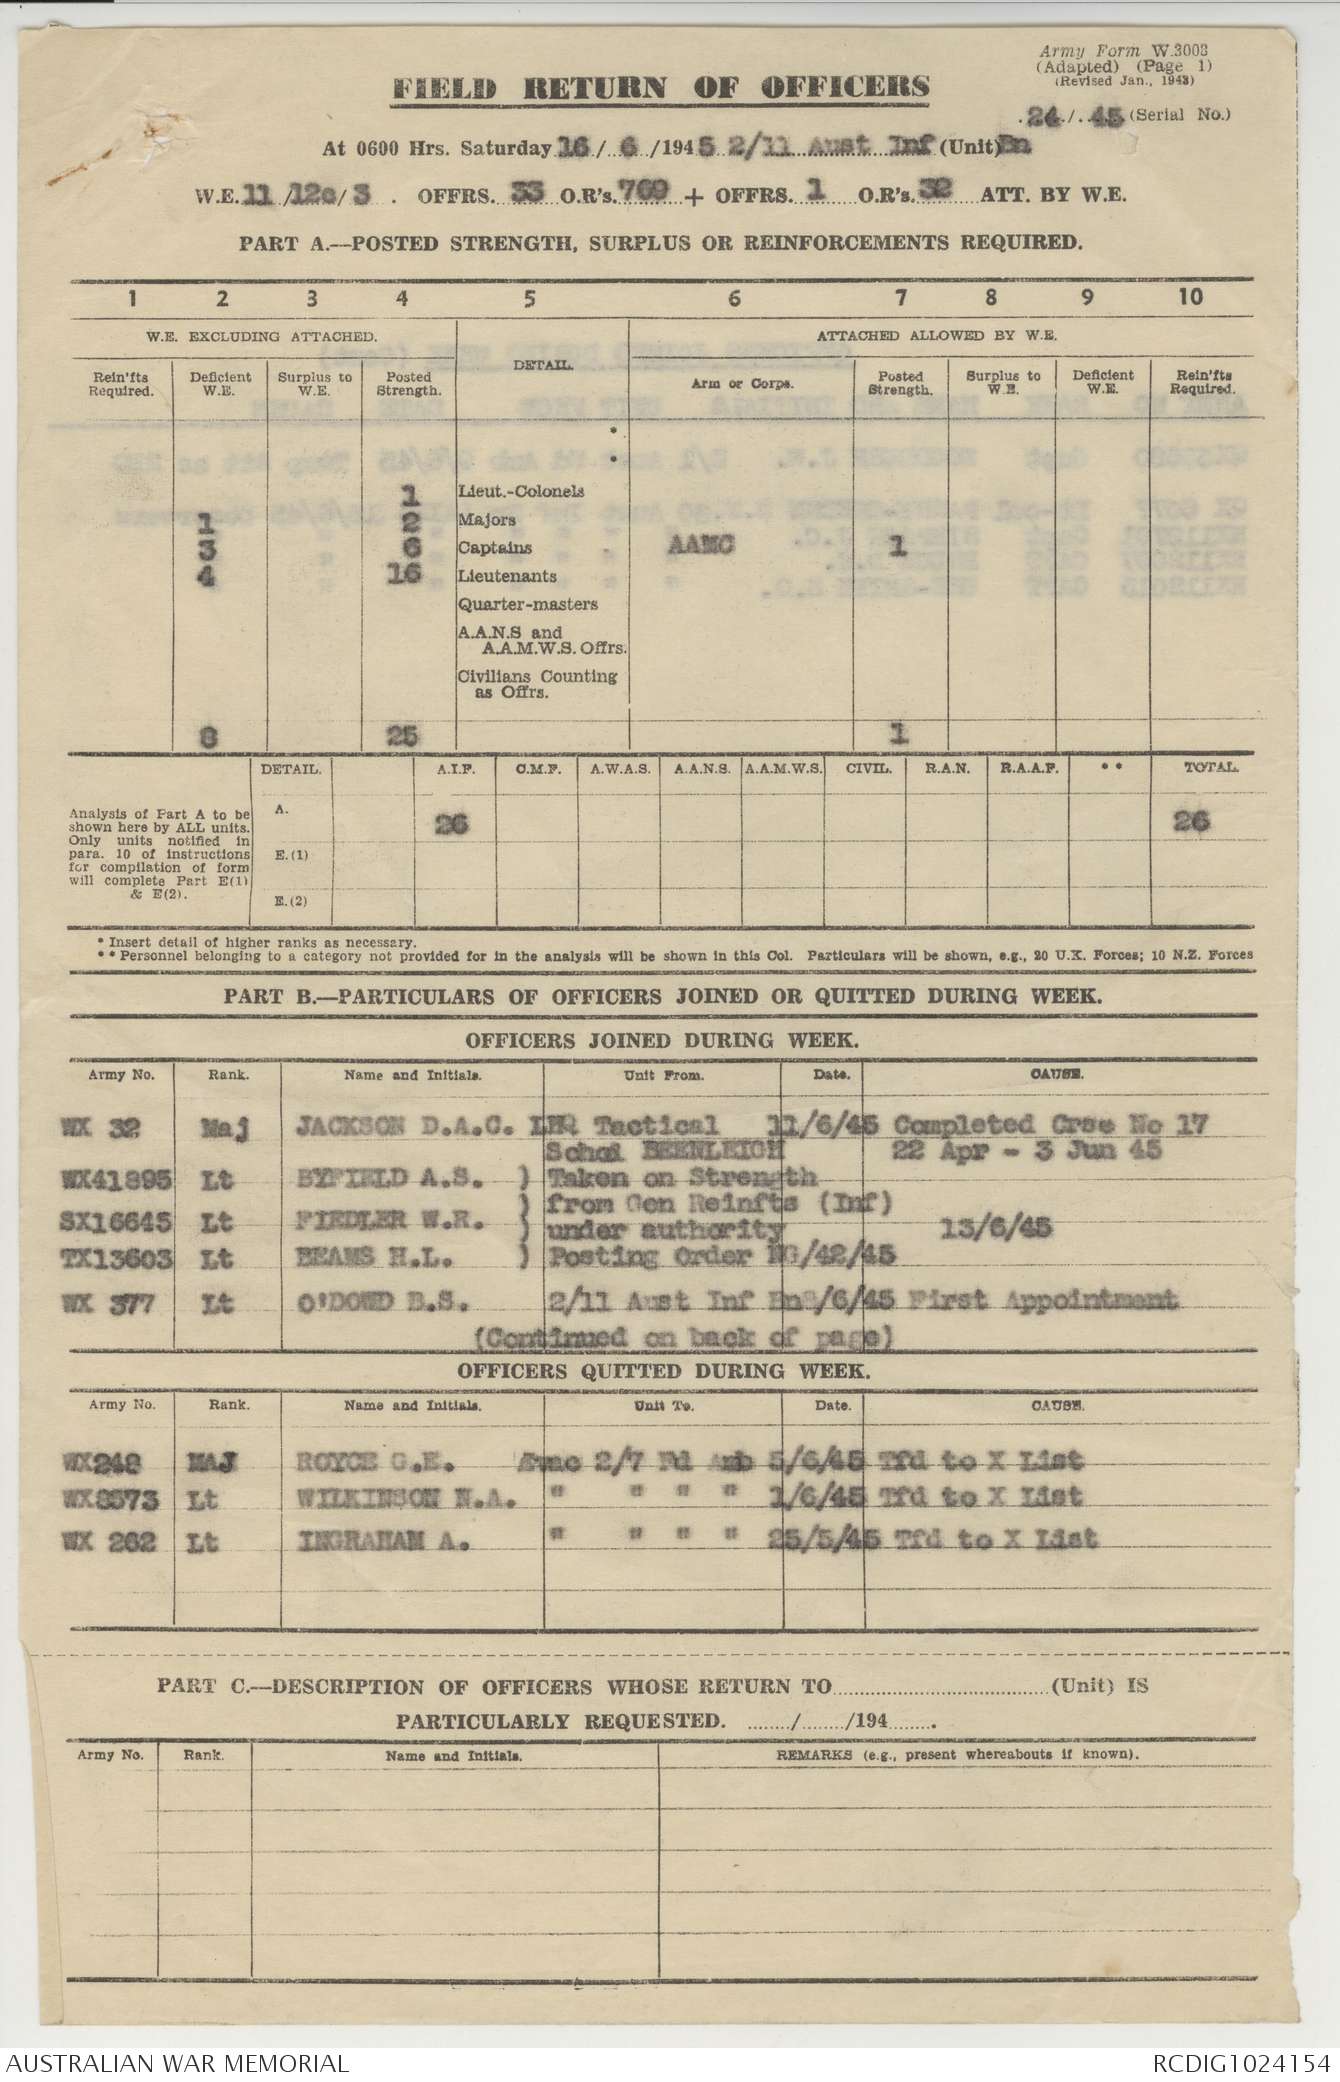 Army Form W.3008
(Adapted) (Page 1)
(Revised Jan., 1943)
FIELD RETURN OF OFFICERS
24/45 (Serial No.)
At 0600 Hrs. Saturday 16/6/1945 2/11 Aust Inf (Unit) Bn
W.E. 11/12c/3. OFFRS. 33 O.R's. 769 + OFFRS. 1 O.R's. 32 ATT. BY W.E.
PART A.—POSTED STRENGTH, SURPLUS OR REINFORCEMENTS REQUIRED.
1 2 3 4 5 6 7 8 9 10
W.E. EXCLUDING ATTACHED. DETAIL. ATTACHED ALLOWED BY W.E.
Rein'fts Required. Deficient W.E. Surplus to W.E. Posted Strength. Arm or Corps. Posted Strength. Surplus to W.E. Deficient W.E. Rein'fts Required.
*
*
1 Lieut.-Colonels
1 2 Majors
3 6 Captains AAMC 1
4 16 Lieutenants
Quarter-masters
A.A.N.S and
A.A.M.W.S. Offrs.
Civilians Counting
as Offrs.
8 25 1
DETAIL. A.I.F. C.M.F. A.W.A.S. A.A.N.S. A.A.M.W.S. CIVIL. R.A.N. R.A.A.F. * * TOTAL.
Analysis of Part A to be
shown here by ALL units.
Only units notified in
para. 10 of instructions
for compilation of form
will complete Part E(1)
& E(2).
A. 26 26
E.(1)
E.(2)
* Insert detail of higher ranks as necessary.
* * Personnel belonging to a category not provided for in the analysis will be shown in this Col. Particulars will be shown, e.g., 20 U.K. Forces; 10 N.Z. Forces
PART B.—PARTICULARS OF OFFICERS JOINED OR QUITTED DURING WEEK.
OFFICERS JOINED DURING WEEK.
Army No. Rank. Name and Initials. Unit From. Date. CAUSE.
WX 32 Maj JACKSON D.A.C. LHQ Tactical 11/6/45 Completed Crse No 17
School BEENLEIGH 22 Apr - 3 Jun 45
WX41895 Lt BYFIELD A.S. ) Taken on Strength
) from Gen Reinfts (Inf)
SX16645 Lt FIEDLER W.R. ) under authority 13/6/45
TX13603 Lt BEAMS H.L. ) Posting Order NG/42/45
WX 377 Lt O'DOWD B.S. 2/11 Aust Inf Bn 8/6/45 First Appointment
(Continued on back of page)
OFFICERS QUITTED DURING WEEK.
Army No. Rank. Name and Initials. Unit To. Date. CAUSE.
WX248 MAJ ROYCE G.E. Evac 2/7 Fd Amb 5/6/45 Tfd to X List
WX8573 Lt WILKINSON N.A. " " " " 1/6/45 Tfd to X List
WX 262 Lt INGRAHAM A. " " " " 25/5/45 Tfd to X List
PART C.—DESCRIPTION OF OFFICERS WHOSE RETURN TO (Unit) IS
PARTICULARLY REQUESTED. ......../......../194........
Army No. Rank. Name and Initials. REMARKS (e.g., present whereabouts if known).
AUSTRALIAN WAR MEMORIAL RCDIG1024154